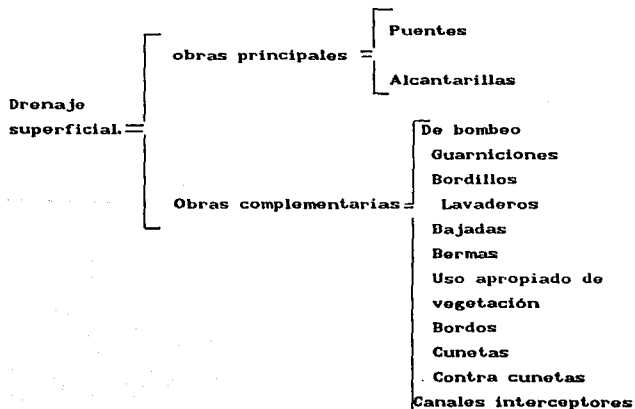 Drenaje
superficial.=
obras principales =
Puentes
Alcantarillas
Obras complementarias=
De bombeo
Guarniciones
Bordillos
Lavaderos
Bajadas
Bermas
Uso apropiado de
vegetación
Bordos
Cunetas
Contra cunetas
Canales interceptores